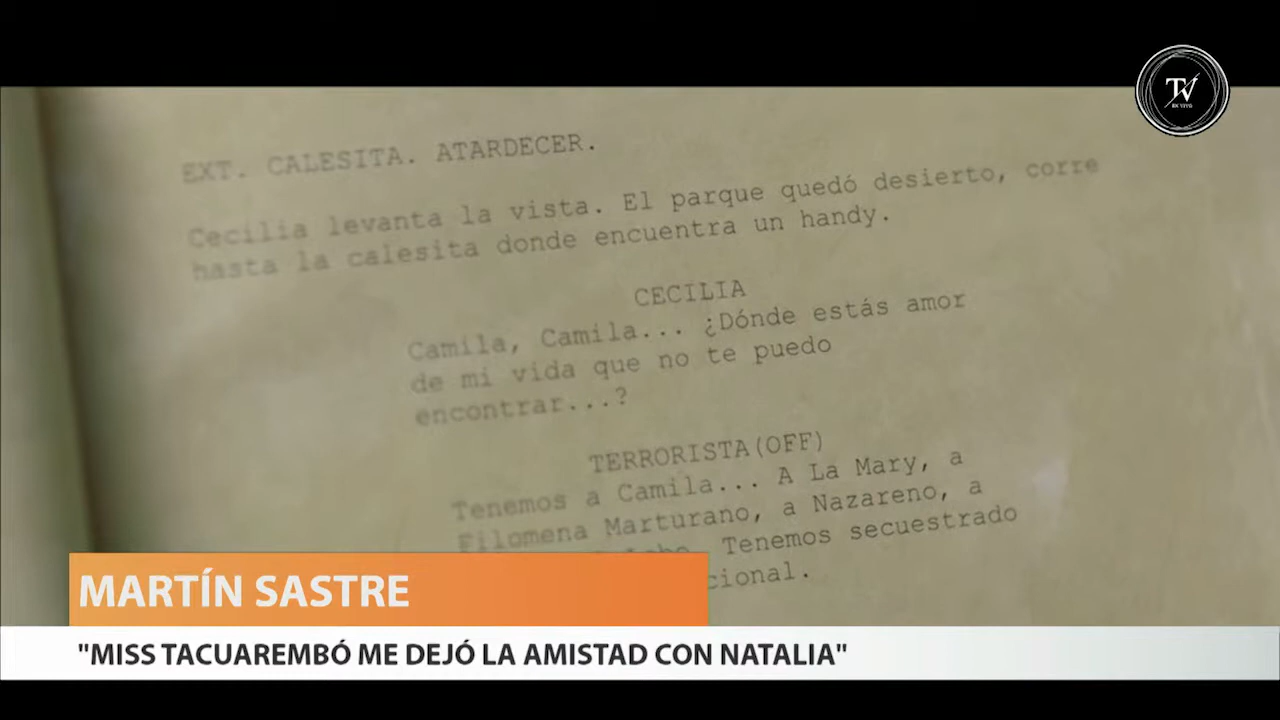 TV
EN VIVO
EXT. CALESITA. ATARDECER.
Cecilia levanta la vista. El parque quedó desierto, corre
hasta la calesita donde encuentra un handy.
CECILIA
Camila, Camila... ¿Dónde estás amor
de mi vida que no te puedo
encontrar...?
TERRORISTA(OFF)
Tenemos a Camila... A La Mary, a
Filomena Marturano, a Nazareno, a
Tenemos secuestrado
MARTÍN SASTRE
"MISS TACUAREMBÓ ME DEJÓ LA AMISTAD CON NATALIA"